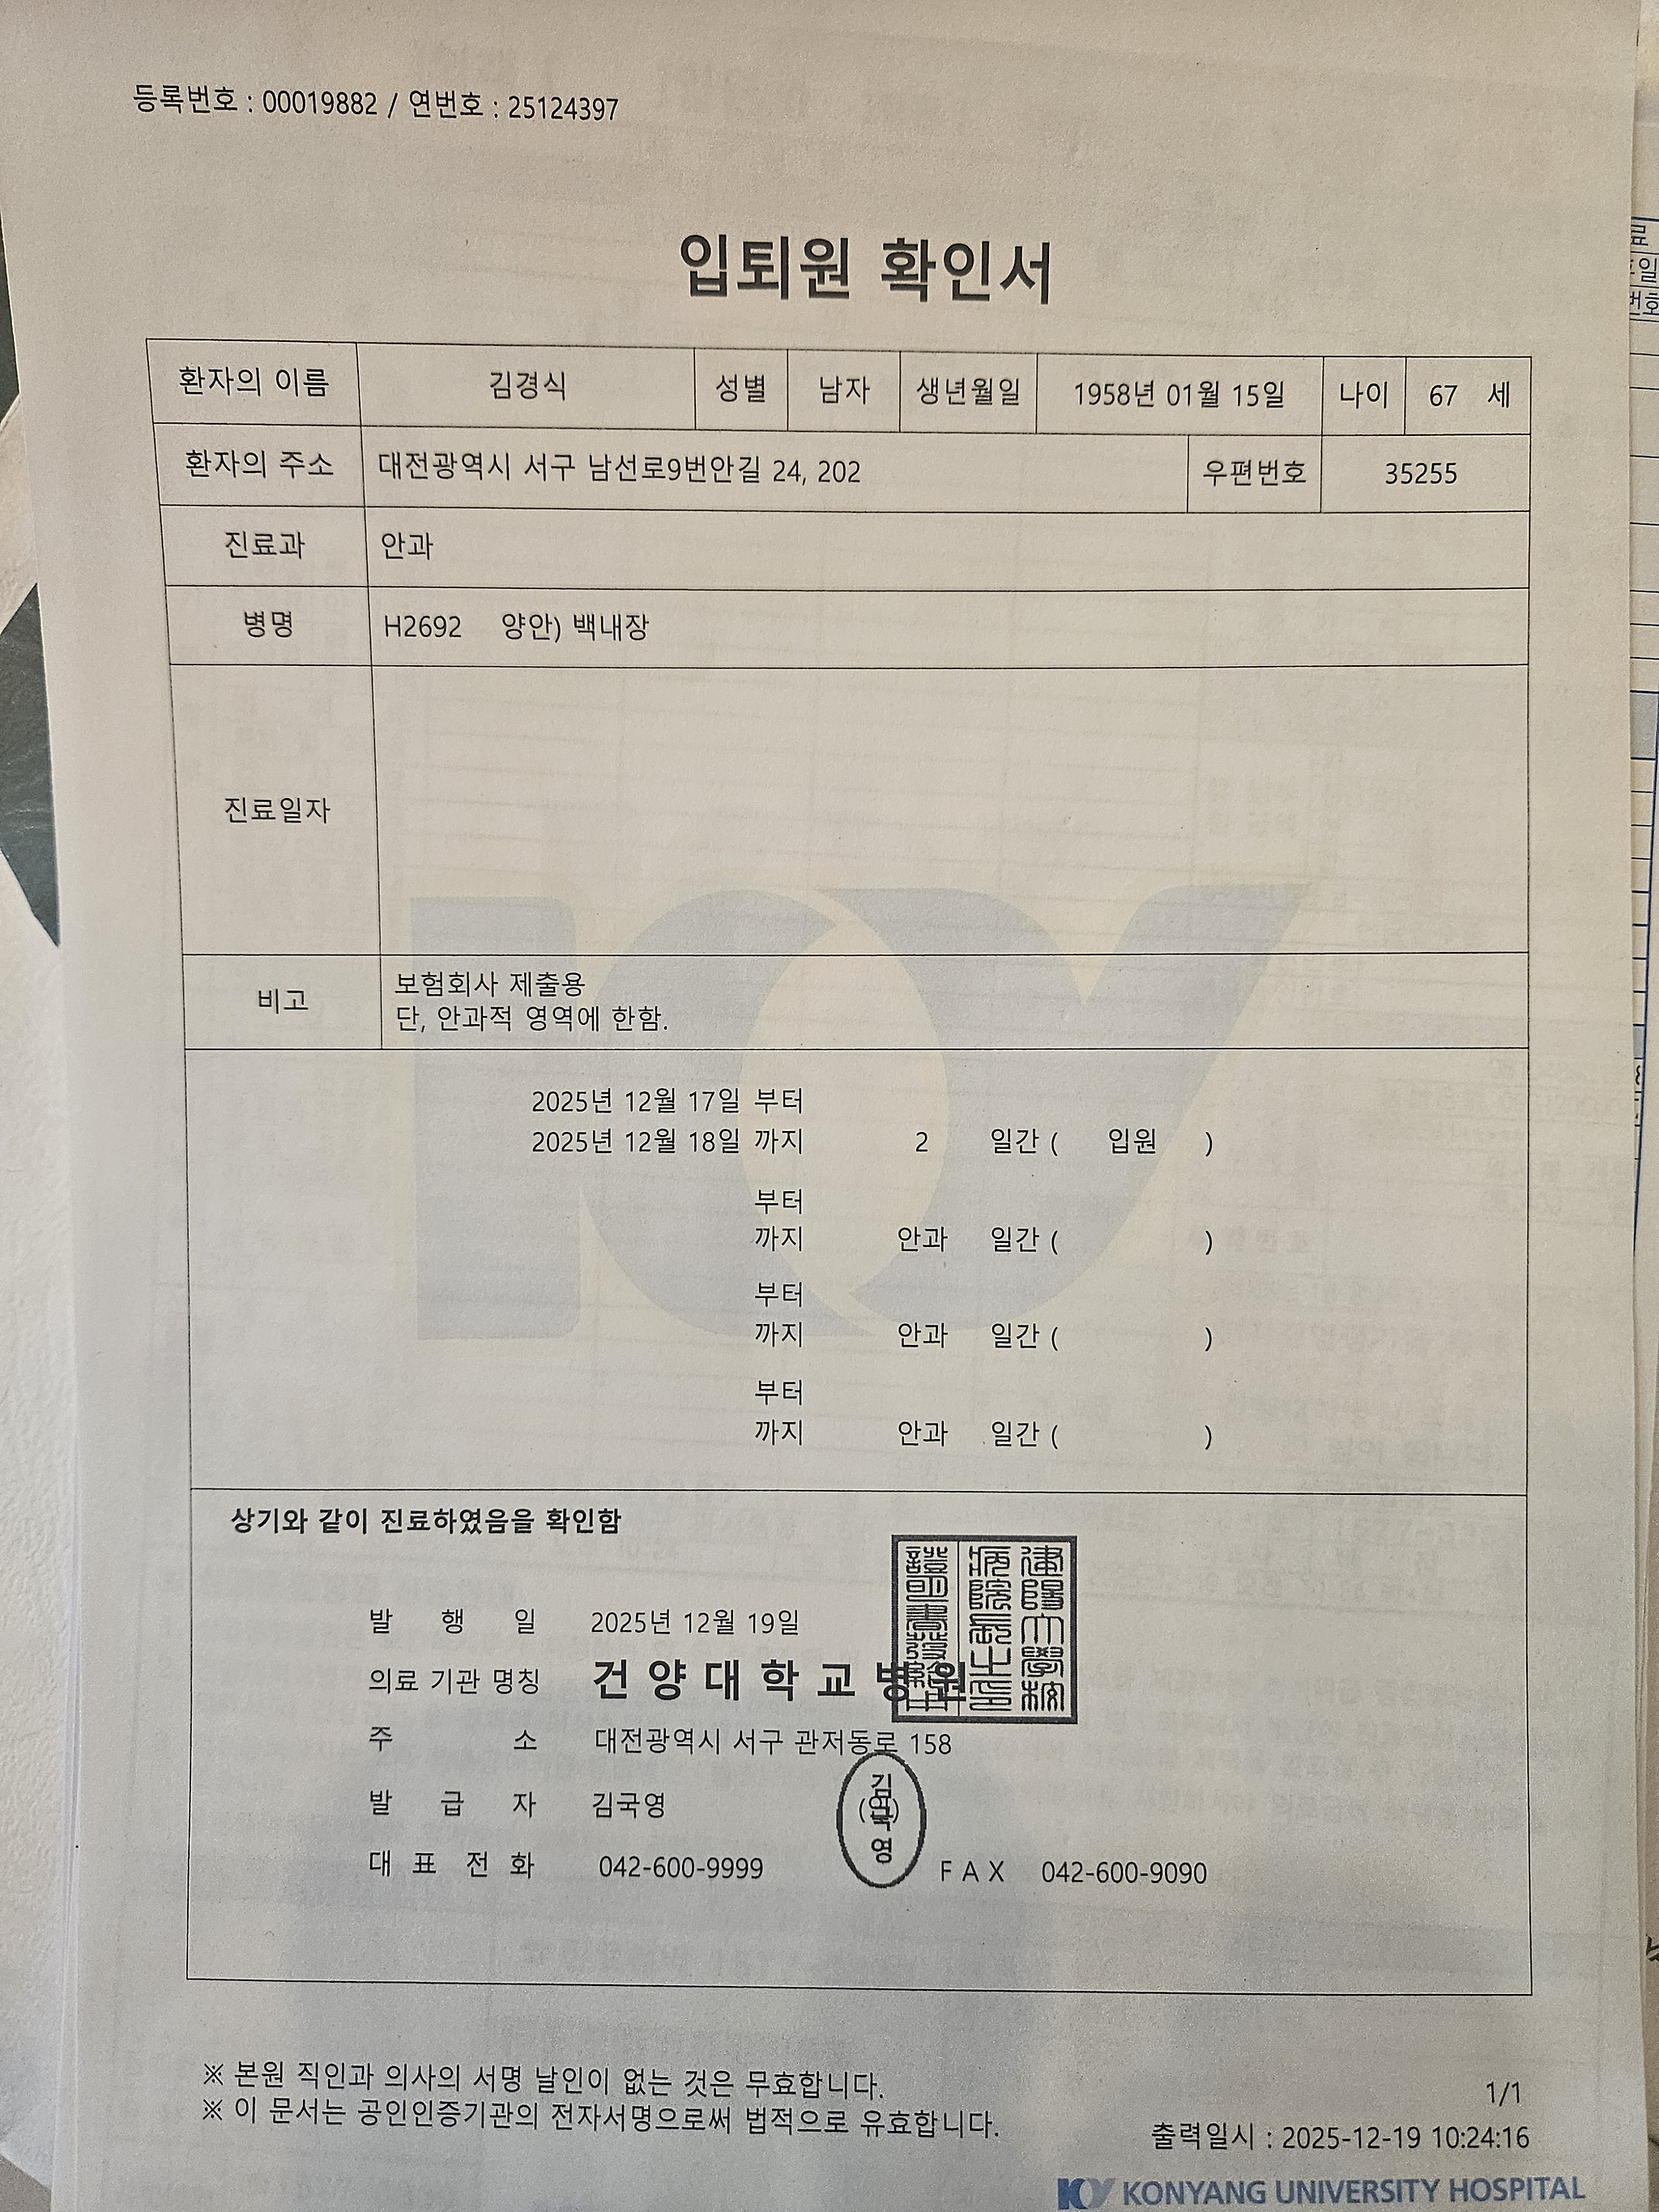 등록번호 : 00019882 / 연번호 : 25124397
입퇴원 확인서
환자의 이름 김경식 성별 남자 생년월일 1958년 01월 15일 나이 67 세
환자의 주소 대전광역시 서구 남선로9번안길 24, 202 우편번호 35255
진료과 안과
병명 H2692 양안) 백내장
진료일자
비고 보험회사 제출용
단, 안과적 영역에 한함.
2025년 12월 17일 부터
2025년 12월 18일 까지 2 일간 ( 입원 )
부터
까지 안과 일간 ( )
부터
까지 안과 일간 ( )
부터
까지 안과 일간 ( )
상기와 같이 진료하였음을 확인함
발 행 일 2025년 12월 19일
의료 기관 명칭 건양대학교병원
주 소 대전광역시 서구 관저동로 158
발 급 자 김국영 (인)
김국영
대 표 전 화 042-600-9999 F A X 042-600-9090
※ 본원 직인과 의사의 서명 날인이 없는 것은 무효합니다.
※ 이 문서는 공인인증기관의 전자서명으로써 법적으로 유효합니다.
1/1
출력일시 : 2025-12-19 10:24:16
KY KONYANG UNIVERSITY HOSPITAL